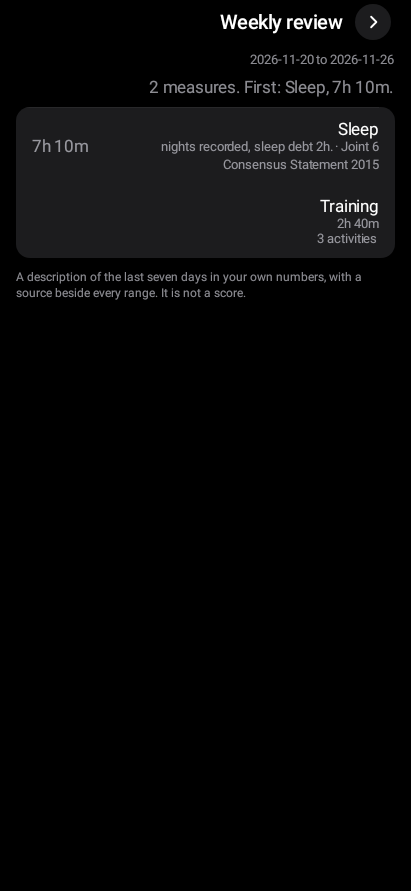 Weekly review
2026-11-20 to 2026-11-26
2 measures. First: Sleep, 7h 10m.
Sleep
7h 10m
nights recorded, sleep debt 2h. · Joint 6
Consensus Statement 2015
Training
2h 40m
3 activities
A description of the last seven days in your own numbers, with a
source beside every range. It is not a score.